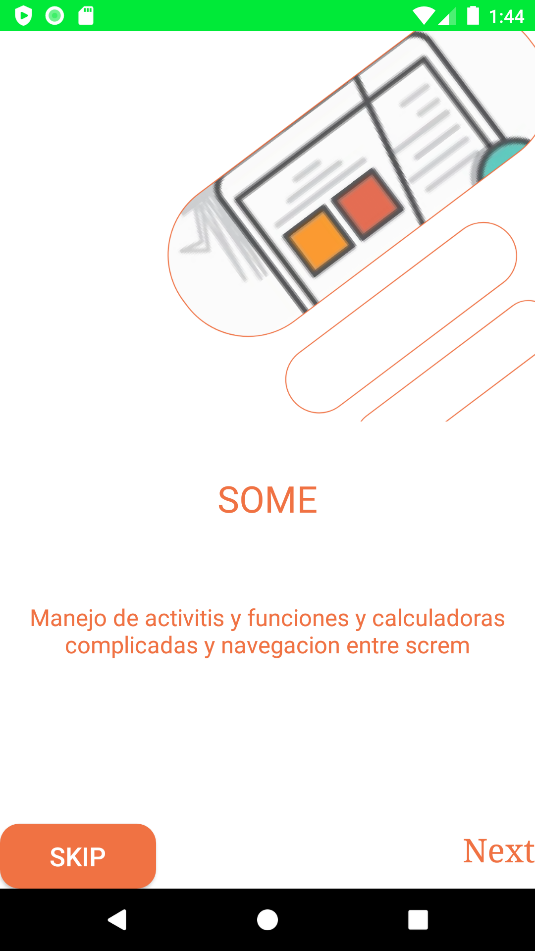 1:44
SOME
Manejo de activitis y funciones y calculadoras
complicadas y navegacion entre screm
SKIP
Next